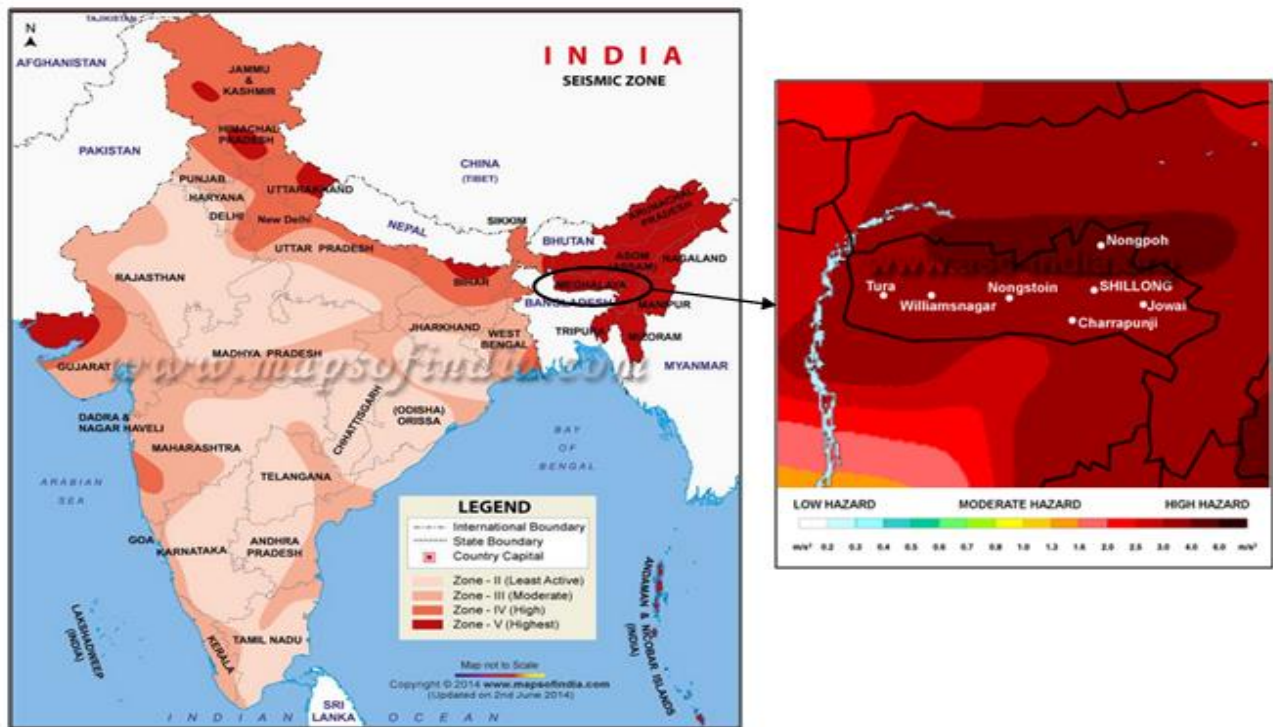 N
TAJIKISTAN
AFGHANISTAN
INDIA
SEISMIC ZONE
JAMMU
&
KASHMIR
HIMACHAL
PRADESH
PAKISTAN
CHINA
(TIBET)
PUNJAB
UTTARAKHAND
HARYANA
DELHI
New Delhi
NEPAL
SIKKIM
ARUNACHAL
PRADESH
BHUTAN
UTTAR PRADESH
ASOM
(ASSAM)
NAGALAND
RAJASTHAN
BIHAR
MEGHALAYA
BANGLADESH
MANIPUR
JHARKHAND
WEST
BENGAL
TRIPURA
MIZORAM
MADHYA PRADESH
GUJARAT
www.mapsofindia.com
MYANMAR
CHHATTISGARH
(ODISHA)
ORISSA
DADRA &
NAGAR HAVELI
MAHARASHTRA
BAY
OF
BENGAL
TELANGANA
ARABIAN
SEA
GOA
KARNATAKA
ANDHRA
PRADESH
LEGEND
International Boundary
State Boundary
Country Capital
Zone - II (Least Active)
Zone - III (Moderate)
Zone - IV (High)
Zone - V (Highest)
ANDAMAN & NICOBAR ISLANDS
(INDIA)
LAKSHADWEEP
(INDIA)
KERALA
TAMIL NADU
Map not to Scale
Copyright © 2014 www.mapsofindia.com
(Updated on 2nd June 2014)
SRI
LANKA
INDIAN OCEAN
Nongpoh
Tura
Williamsnagar
Nongstoin
SHILLONG
Jowai
Charrapunji
LOW HAZARD MODERATE HAZARD HIGH HAZARD
m/s² 0.2 0.3 0.4 0.5 0.6 0.7 0.8 1.0 1.3 1.6 2.0 2.5 3.0 4.0 6.0 m/s²